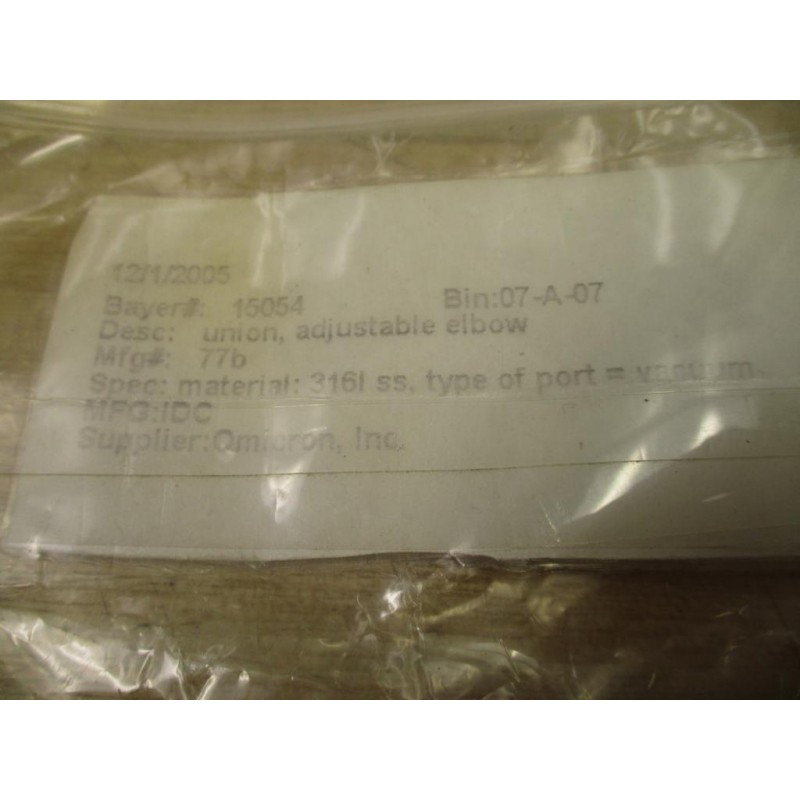 12/1/2005
Bayer#: 15054 Bin:07-A-07
Desc: union, adjustable elbow
Mfg#: 77b
Spec: material: 316l ss, type of port = vacuum
MFG:IDC
Supplier:Omicron, Inc.